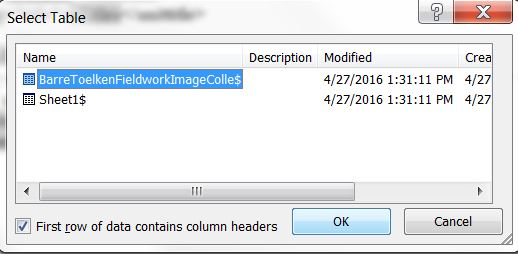 Select Table
Name Description Modified Crea
BarreToelkenFieldworkImageColle$ 4/27/2016 1:31:11 PM 4/27
Sheet1$ 4/27/2016 1:31:11 PM 4/27
First row of data contains column headers OK Cancel